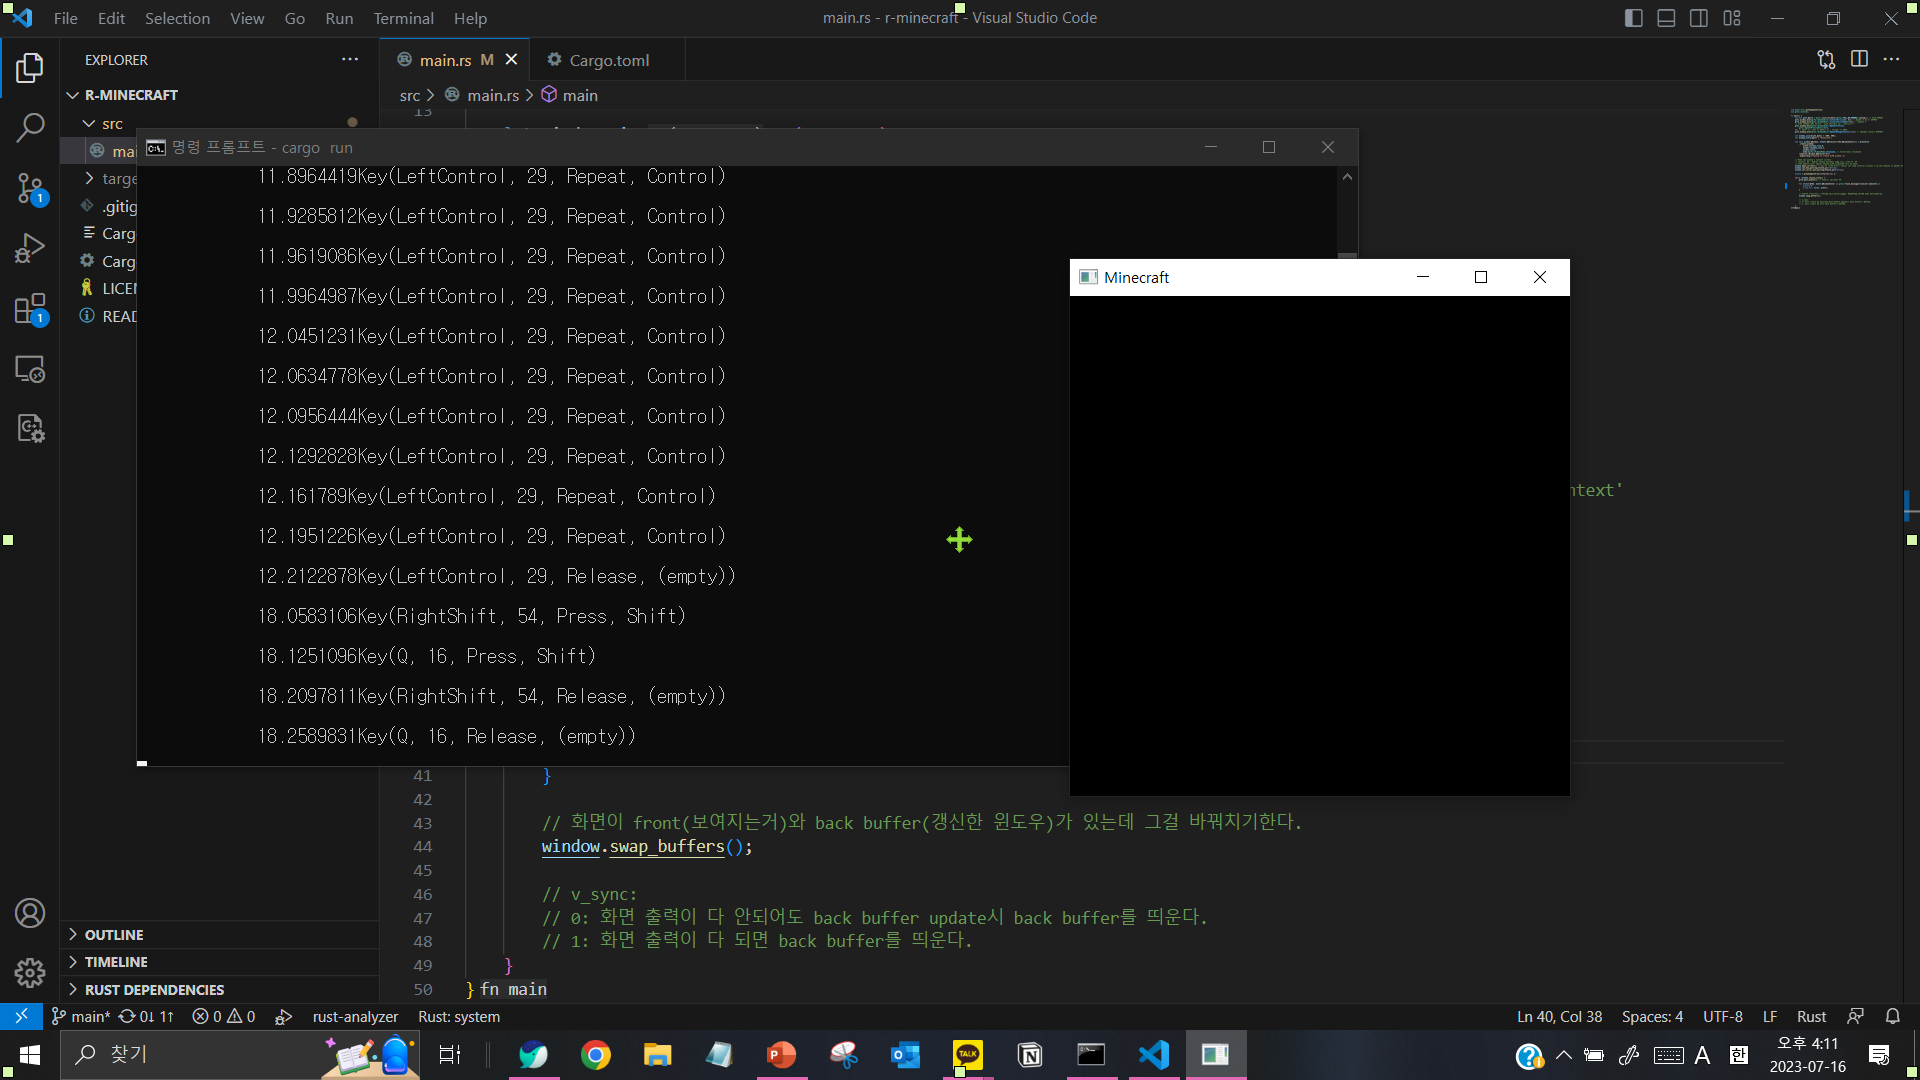 File Edit Selection View Go Run Terminal Help
main.rs - r-minecraft - Visual Studio Code
EXPLORER
main.rs M
Cargo.toml
R-MINECRAFT
src > main.rs > main
src
13
mai
명령 프롬프트 - cargo run
targe
.gitig
Carg
Carg
LICEN
READ
11.8964419Key(LeftControl, 29, Repeat, Control)
11.9285812Key(LeftControl, 29, Repeat, Control)
11.9619086Key(LeftControl, 29, Repeat, Control)
11.9964987Key(LeftControl, 29, Repeat, Control)
12.0451231Key(LeftControl, 29, Repeat, Control)
12.0634778Key(LeftControl, 29, Repeat, Control)
12.0956444Key(LeftControl, 29, Repeat, Control)
12.1292828Key(LeftControl, 29, Repeat, Control)
12.161789Key(LeftControl, 29, Repeat, Control)
12.1951226Key(LeftControl, 29, Repeat, Control)
12.2122878Key(LeftControl, 29, Release, (empty))
18.0583106Key(RightShift, 54, Press, Shift)
18.1251096Key(Q, 16, Press, Shift)
18.2097811Key(RightShift, 54, Release, (empty))
18.2589831Key(Q, 16, Release, (empty))
Minecraft
ntext'
41 }
42
43 // 화면이 front(보여지는거)와 back buffer(갱신한 윈도우)가 있는데 그걸 바꿔치기한다.
44 window.swap_buffers();
45
46 // v_sync:
47 // 0: 화면 출력이 다 안되어도 back buffer update시 back buffer를 띄운다.
48 // 1: 화면 출력이 다 되면 back buffer를 띄운다.
49 }
50 } fn main
1
1
OUTLINE
TIMELINE
RUST DEPENDENCIES
main* 0↓ 1↑ 0 0 rust-analyzer Rust: system
Ln 40, Col 38 Spaces: 4 UTF-8 LF Rust
찾기
TALK
A 한
오후 4:11
2023-07-16